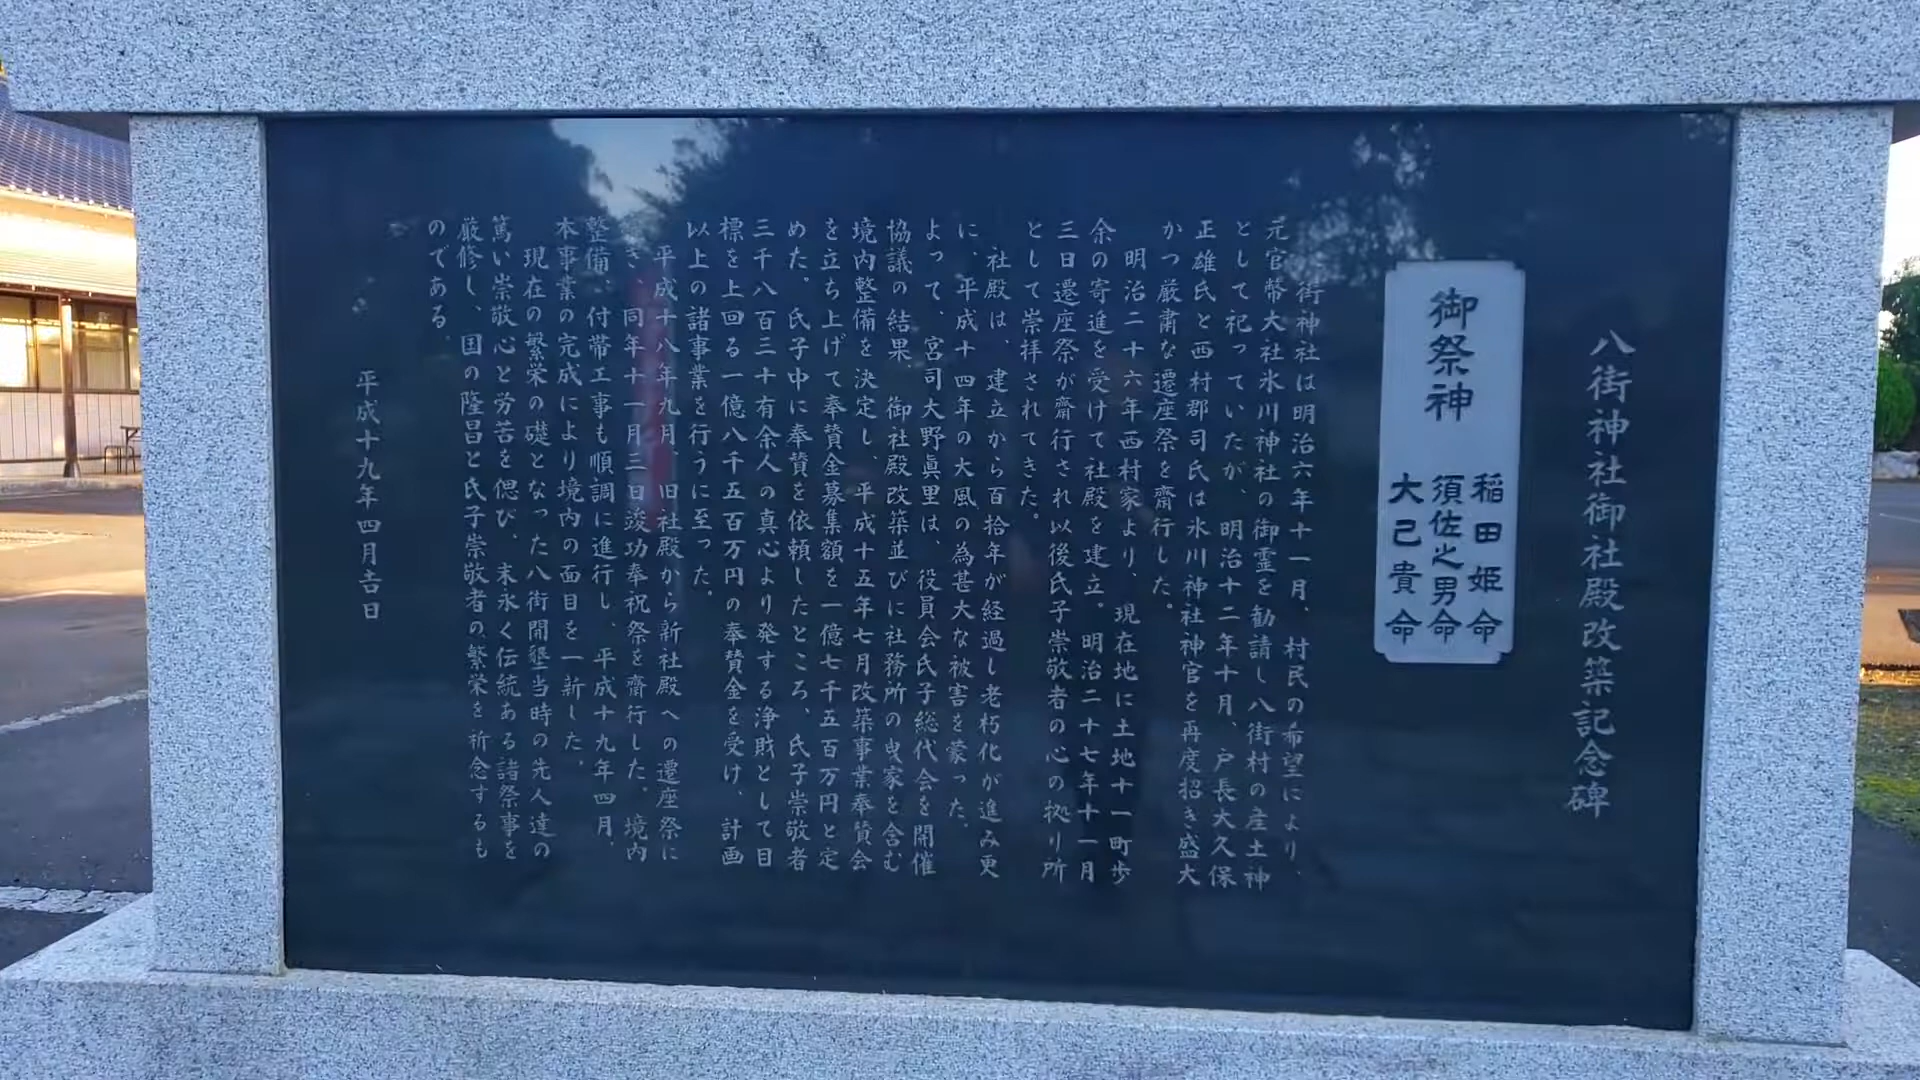 八街神社御社殿改築記念碑
御祭神
稲田姫命
須佐之男命
大己貴命
街神社は明治六年十一月、村民の希望により、
元官幣大社氷川神社の御霊を勧請し八街村の産土神
として祀っていたが、明治十二年十月、戸長大久保
正雄氏と西村郡司氏は氷川神社神官を再度招き盛大
かつ厳粛な遷座祭を齋行した。
明治二十六年西村家より、現在地に土地十一町歩
余の寄進を受けて社殿を建立。明治二十七年十一月
三日遷座祭が齋行され以後氏子崇敬者の心の拠り所
として崇拝されてきた。
社殿は、建立から百拾年が経過し老朽化が進み更
に、平成十四年の大風の為甚大な被害を蒙った。
よって、宮司大野眞里は、役員会氏子総代会を開催
協議の結果、御社殿改築並びに社務所の曳家を含む
境内整備を決定し、平成十五年七月改築事業奉賛会
を立ち上げて奉賛金募集額を一億七千五百万円と定
めた。氏子中に奉賛を依頼したところ、氏子崇敬者
三千八百三十有余人の真心より発する浄財として目
標を上回る一億八千五百万円の奉賛金を受け、計画
以上の諸事業を行うに至った。
平成十八年九月、旧社殿から新社殿への遷座祭に
き、同年十一月三日竣功奉祝祭を齋行した。境内
整備、付帯工事も順調に進行し、平成十九年四月、
本事業の完成により境内の面目を一新した。
現在の繁栄の礎となった八街開墾当時の先人達の
篤い崇敬心と労苦を偲び、末永く伝統ある諸祭事を
厳修し、国の隆昌と氏子崇敬者の繁栄を祈念するも
のである。
平成十九年四月吉日